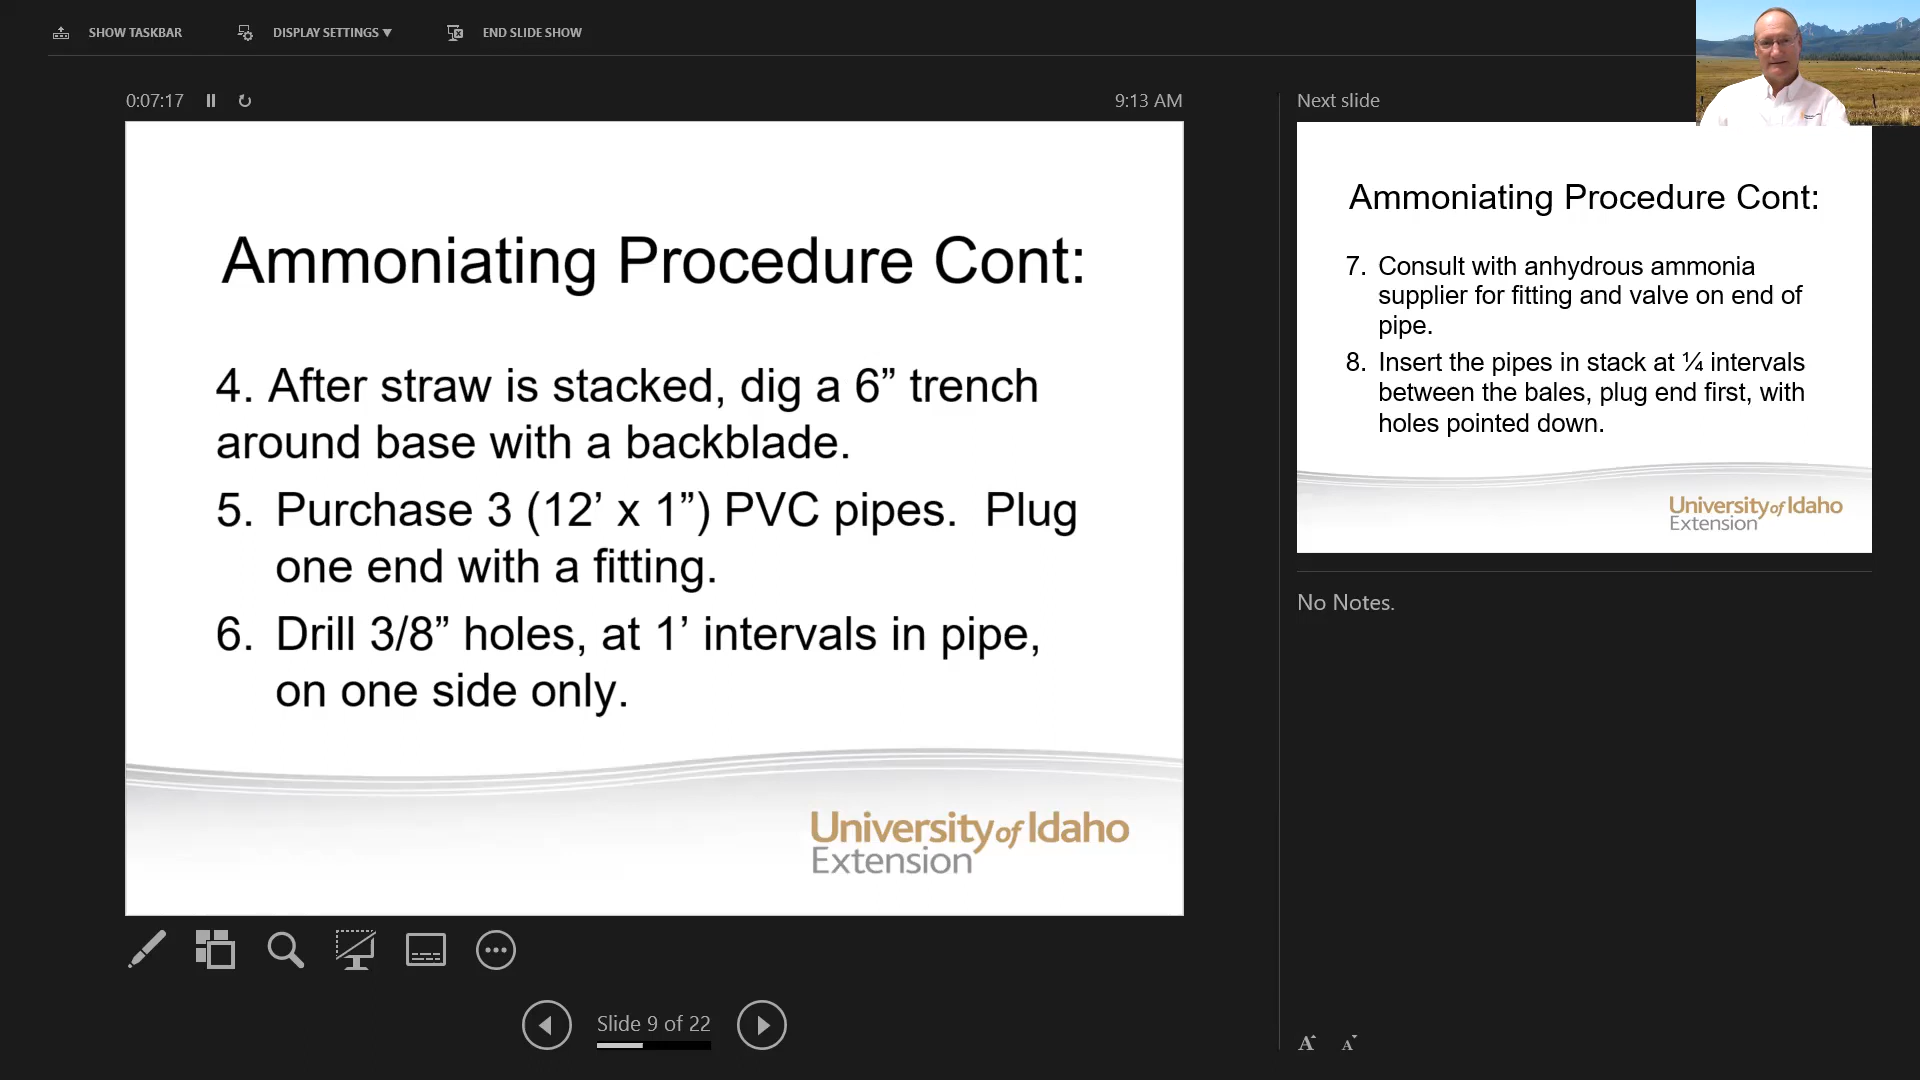 SHOW TASKBAR
DISPLAY SETTINGS ▼
END SLIDE SHOW
0:07:17
9:13 AM
Ammoniating Procedure Cont:
4. After straw is stacked, dig a 6” trench
around base with a backblade.
5. Purchase 3 (12’ x 1”) PVC pipes. Plug
one end with a fitting.
6. Drill 3/8” holes, at 1’ intervals in pipe,
on one side only.
University of Idaho
Extension
Slide 9 of 22
Next slide
Ammoniating Procedure Cont:
7. Consult with anhydrous ammonia
supplier for fitting and valve on end of
pipe.
8. Insert the pipes in stack at ¼ intervals
between the bales, plug end first, with
holes pointed down.
University of Idaho
Extension
No Notes.
A A